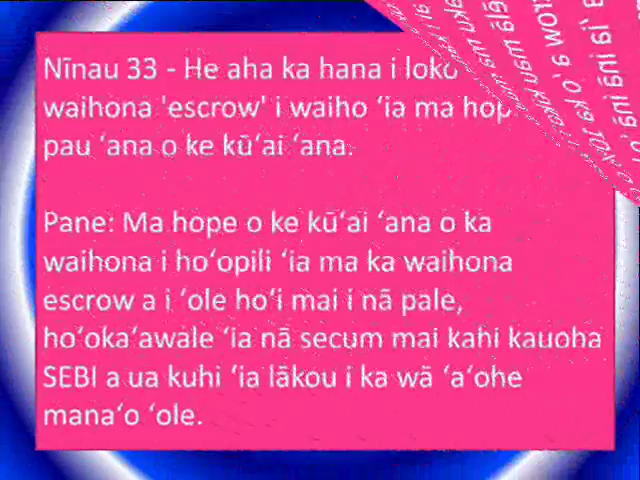 Nīnau 33 - He aha ka hana i loko
waihona 'escrow' i waiho ʻia ma hop
pau ʻana o ke kūʻai ʻana.
Pane: Ma hope o ke kūʻai ʻana o ka
waihona i hoʻopili ʻia ma ka waihona
escrow a i ʻole hoʻi mai i nā pale,
hoʻokaʻawale ʻia nā secum mai kahi kauoha
SEBI a ua kuhi ʻia lākou i ka wā ʻaʻohe
manaʻo ʻole.